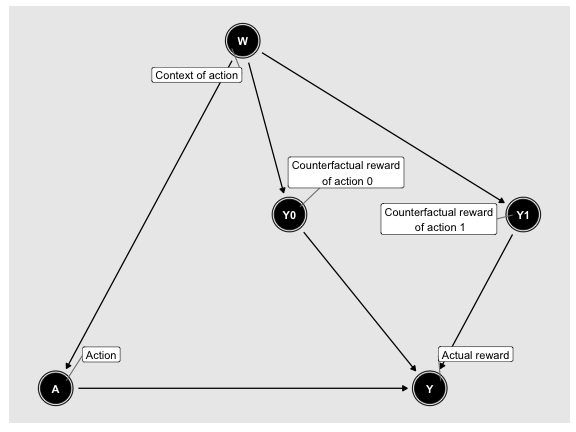 W
Context of action
Counterfactual reward
of action 0
Y0
Counterfactual reward
of action 1
Y1
Action
Actual reward
A
Y